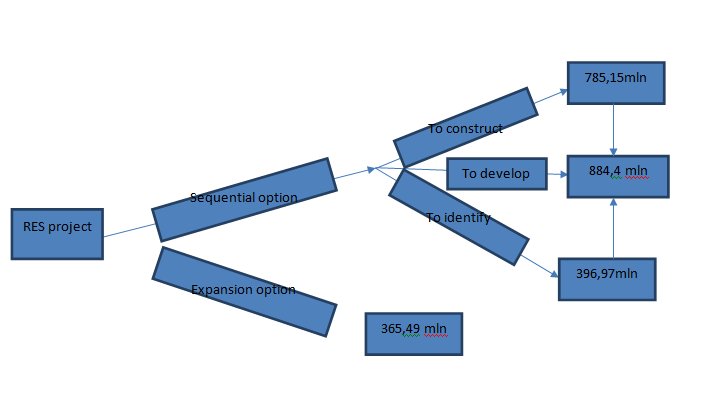 RES project
Sequential option
Expansion option
To construct
To develop
To identify
785,15mln
884,4 mln
396,97mln
365,49 mln